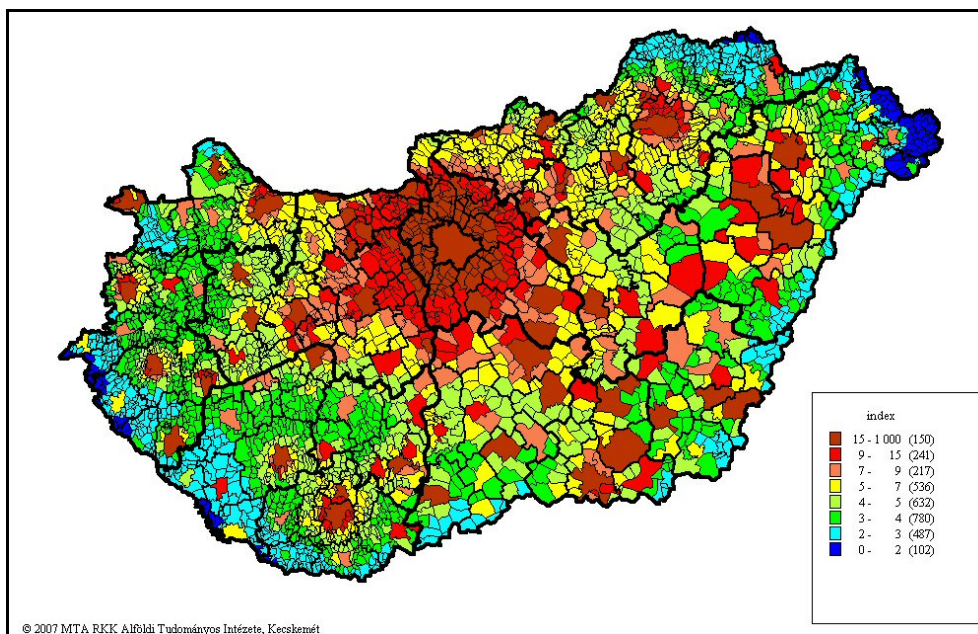 index
15 - 1 000 (150)
9 - 15 (241)
7 - 9 (217)
5 - 7 (536)
4 - 5 (632)
3 - 4 (780)
2 - 3 (487)
0 - 2 (102)
© 2007 MTA RKK Alföldi Tudományos Intézete, Kecskemét